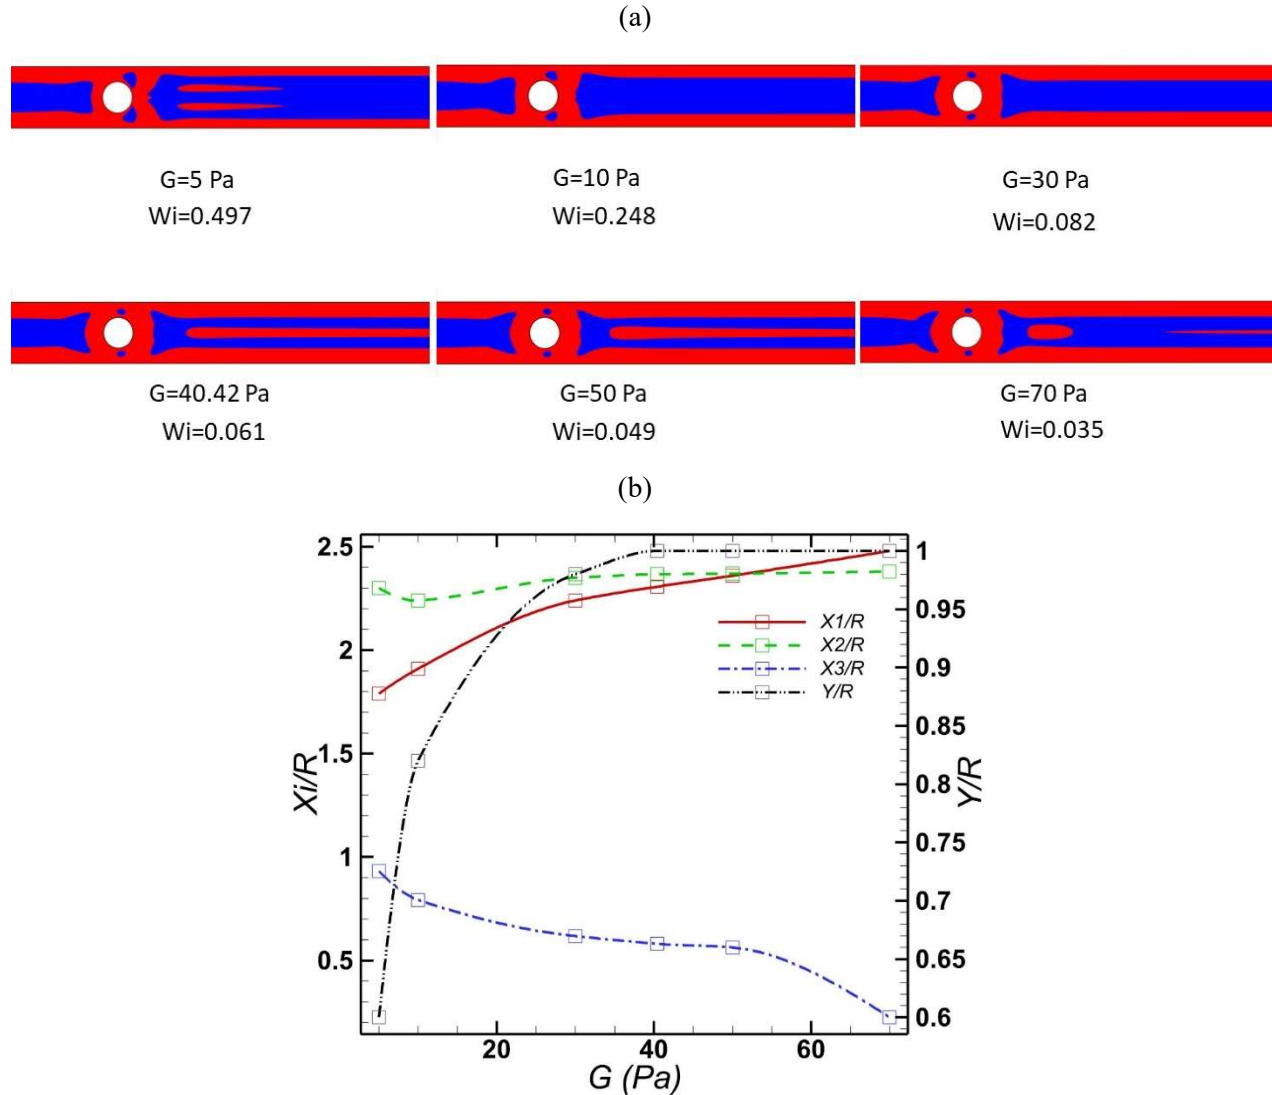 (a)
G=5 Pa
Wi=0.497
G=10 Pa
Wi=0.248
G=30 Pa
Wi=0.082
G=40.42 Pa
Wi=0.061
G=50 Pa
Wi=0.049
G=70 Pa
Wi=0.035
(b)
2.5
2
1.5
1
0.5
Xi/R
X1/R
X2/R
X3/R
Y/R
1
0.95
0.9
0.85
0.8
0.75
0.7
0.65
0.6
Y/R
20
40
60
G (Pa)